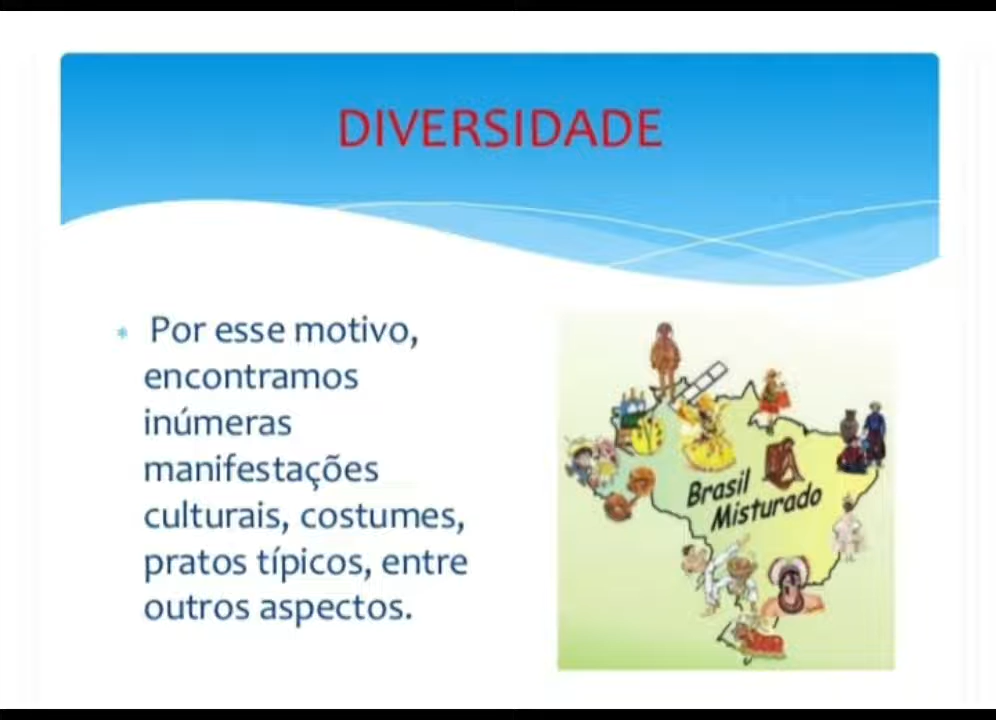 DIVERSIDADE
Por esse motivo,
encontramos
inúmeras
manifestações
culturais, costumes,
pratos típicos, entre
outros aspectos.
Brasil
Misturado